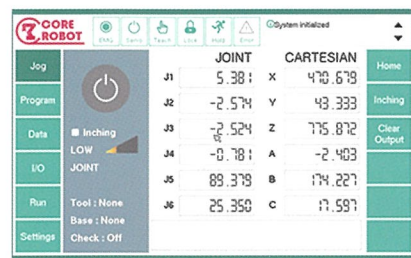 CORE ROBOT
EMG Servo Teach Lock Hold Error
System initialized
Jog
Program
Data
I/O
Run
Settings
Inching
LOW
JOINT
Tool : None
Base : None
Check : Off
JOINT CARTESIAN
J1 5.381 X 470.679
J2 -2.574 Y 43.333
J3 -2.524 Z 775.872
J4 -0.781 A -2.403
J5 89.379 B 174.227
J6 25.350 C 17.597
Home
Inching
Clear
Output